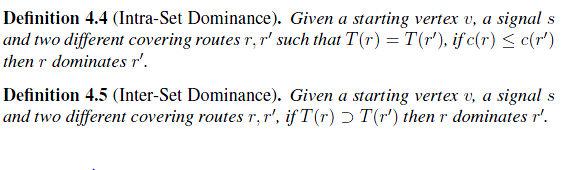 Definition 4.4 (Intra-Set Dominance). Given a starting vertex v, a signal s
and two different covering routes r, r′ such that T(r) = T(r′), if c(r) ≤ c(r′)
then r dominates r′.
Definition 4.5 (Inter-Set Dominance). Given a starting vertex v, a signal s
and two different covering routes r, r′, if T(r) ⊃ T(r′) then r dominates r′.